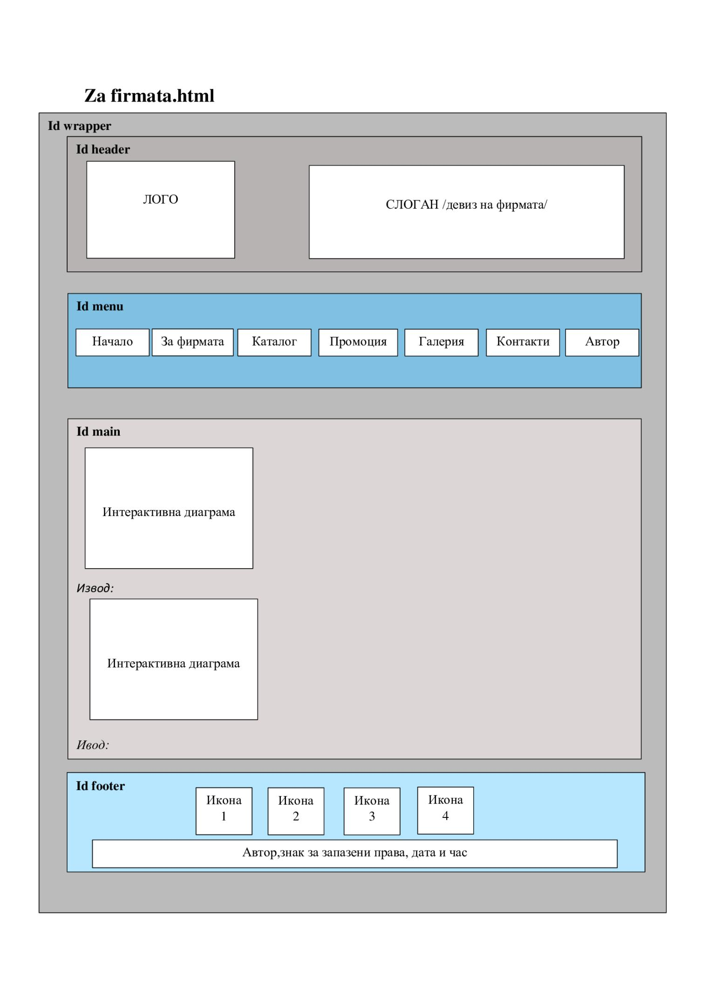 Za firmata.html
Id wrapper
Id header
ЛОГО
СЛОГАН /девиз на фирмата/
Id menu
Начало
За фирмата
Каталог
Промоция
Галерия
Контакти
Автор
Id main
Интерактивна диаграма
Извод:
Интерактивна диаграма
Ивод:
Id footer
Икона
1
Икона
2
Икона
3
Икона
4
Автор,знак за запазени права, дата и час